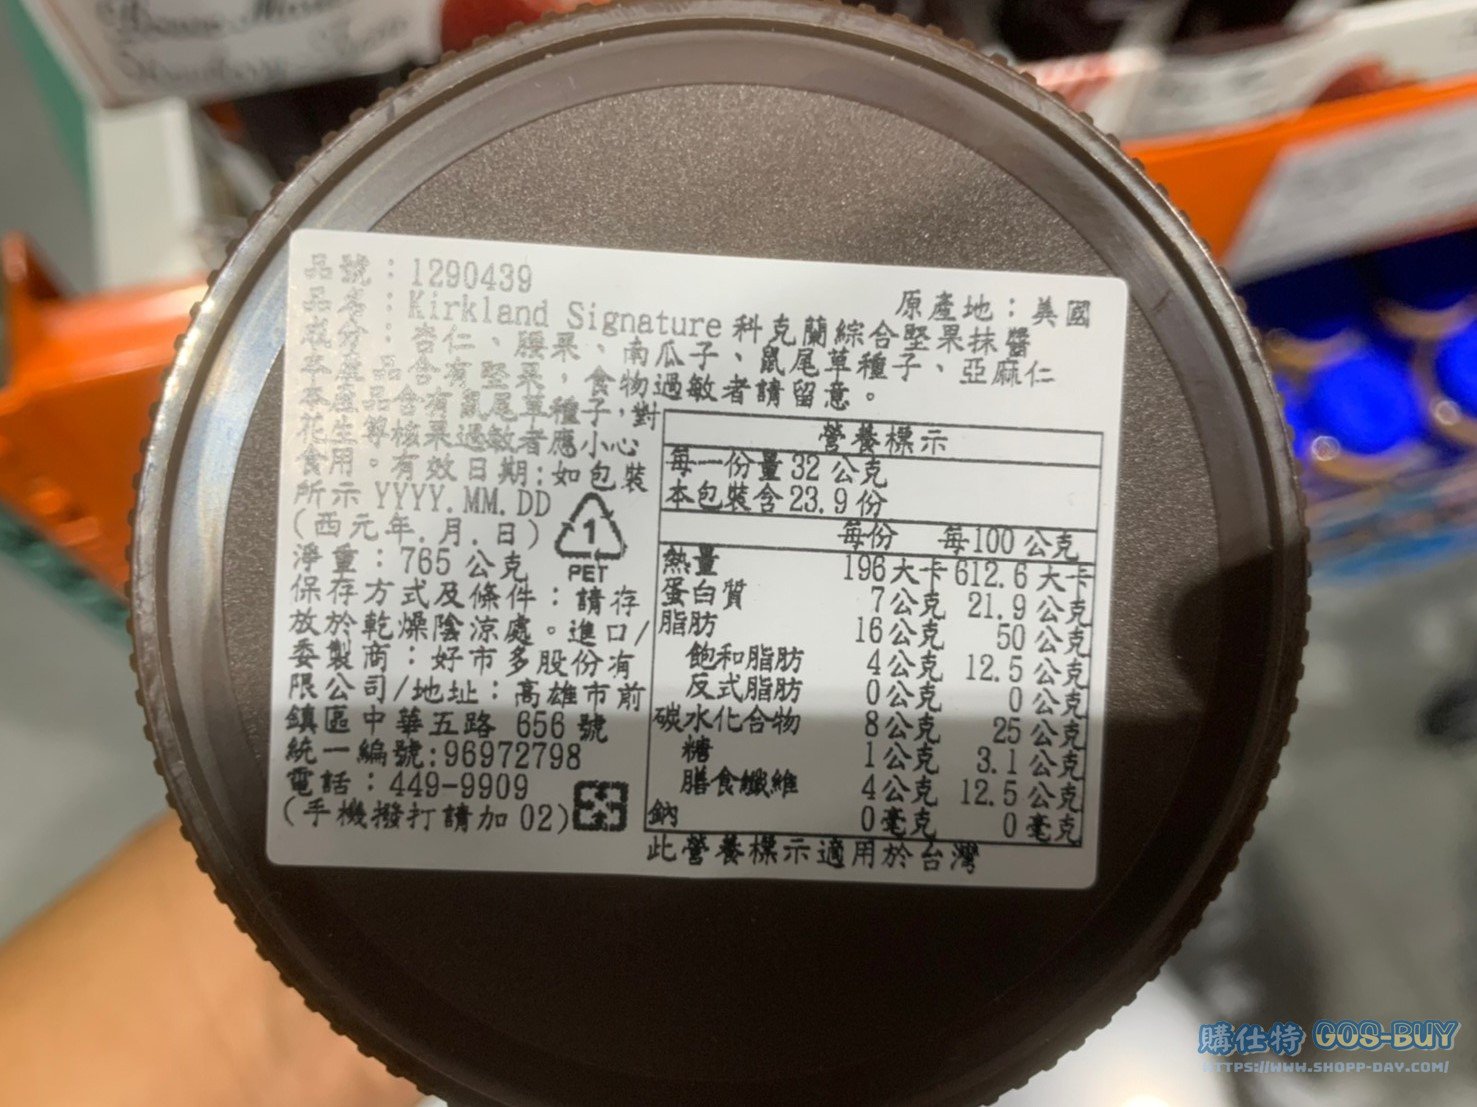 品號：1290439
原產地：美國
品名：Kirkland Signature 科克蘭綜合堅果抹醬
成分：杏仁、腰果、南瓜子、鼠尾草種子、亞麻仁
本產品含有堅果，食物過敏者請留意。
本產品含有鼠尾草種子，對
花生等核果過敏者應小心
食用。有效日期:如包裝
所示 YYYY.MM.DD
(西元年.月.日)
1
PET
淨重：765 公克
保存方式及條件：請存
放於乾燥陰涼處。進口/
委製商：好市多股份有
限公司/地址：高雄市前
鎮區中華五路 656 號
統一編號:96972798
電話：449-9909
(手機撥打請加 02)
營養標示
每一份量 32 公克
本包裝含 23.9 份
每份 每100 公克
熱量 196 大卡 612.6 大卡
蛋白質 7 公克 21.9 公克
脂肪 16 公克 50 公克
飽和脂肪 4 公克 12.5 公克
反式脂肪 0 公克 0 公克
碳水化合物 8 公克 25 公克
糖 1 公克 3.1 公克
膳食纖維 4 公克 12.5 公克
鈉 0 毫克 0 毫克
此營養標示適用於台灣
購仕特 GOS-BUY
HTTPS://WWW.SHOPP-DAY.COM/